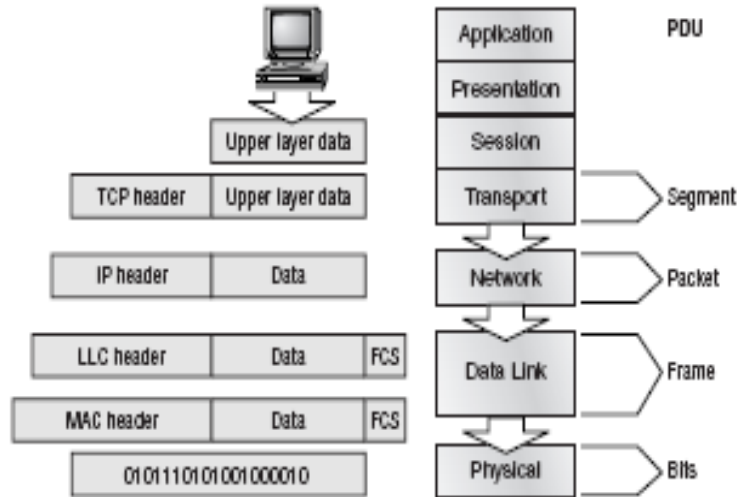 Application
PDU
Presentation
Upper layer data
Session
TCP header
Upper layer data
Transport
Segment
IP header
Data
Network
Packet
LLC header
Data
FCS
Data Link
Frame
MAC header
Data
FCS
0101110101001000010
Physical
Bits